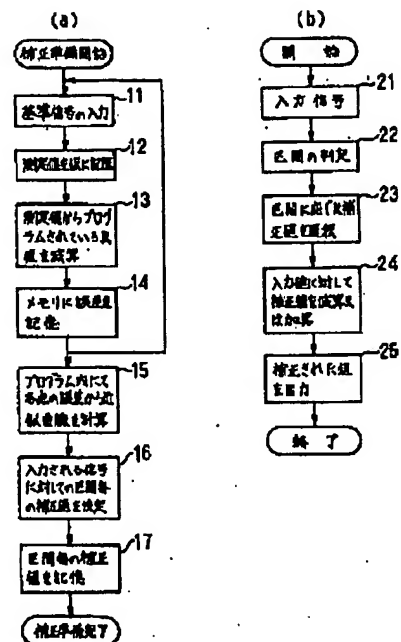 (a)
補正準備開始
11
基準信号の入力
12
測定値を仮に記憶
13
測定値からプログ
ラムされている真
値を減算
14
メモリに誤差を
記憶
15
プログラム内にて
各点の誤差から近
似曲線を計算
16
入力される信号
に対しての区間毎
の補正値を決定
17
区間毎の補正
値を記憶
補正準備完了
(b)
開始
21
入力信号
22
区間の判定
23
区間に応じた補
正値を選択
24
入力値に対して
補正値を減算又
は加算
25
補正された値
を出力
終了